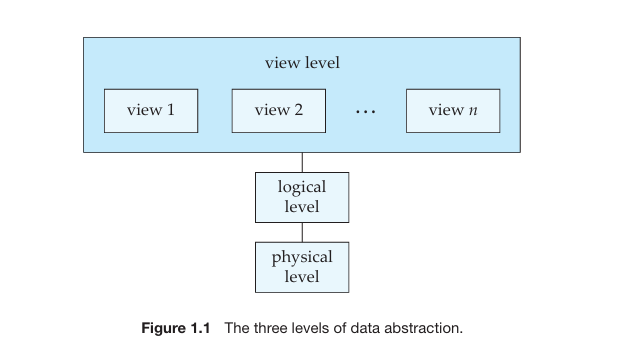 view level
view 1
view 2
...
view n
logical
level
physical
level
Figure 1.1 The three levels of data abstraction.